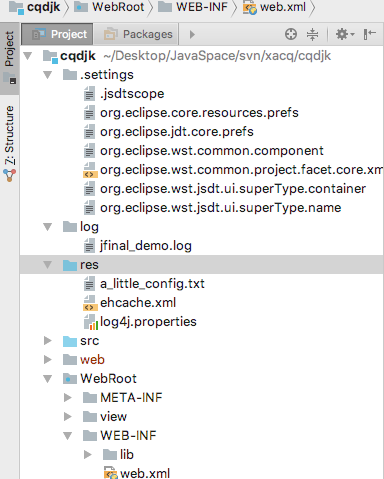 cqdjk WebRoot WEB-INF web.xml
Project Packages
Project
7: Structure
cqdjk ~/Desktop/JavaSpace/svn/xacq/cqdjk
.settings
.jsdtscope
org.eclipse.core.resources.prefs
org.eclipse.jdt.core.prefs
org.eclipse.wst.common.component
org.eclipse.wst.common.project.facet.core.xm
org.eclipse.wst.jsdt.ui.superType.container
org.eclipse.wst.jsdt.ui.superType.name
log
jfinal_demo.log
res
a_little_config.txt
ehcache.xml
log4j.properties
src
web
WebRoot
META-INF
view
WEB-INF
lib
web.xml